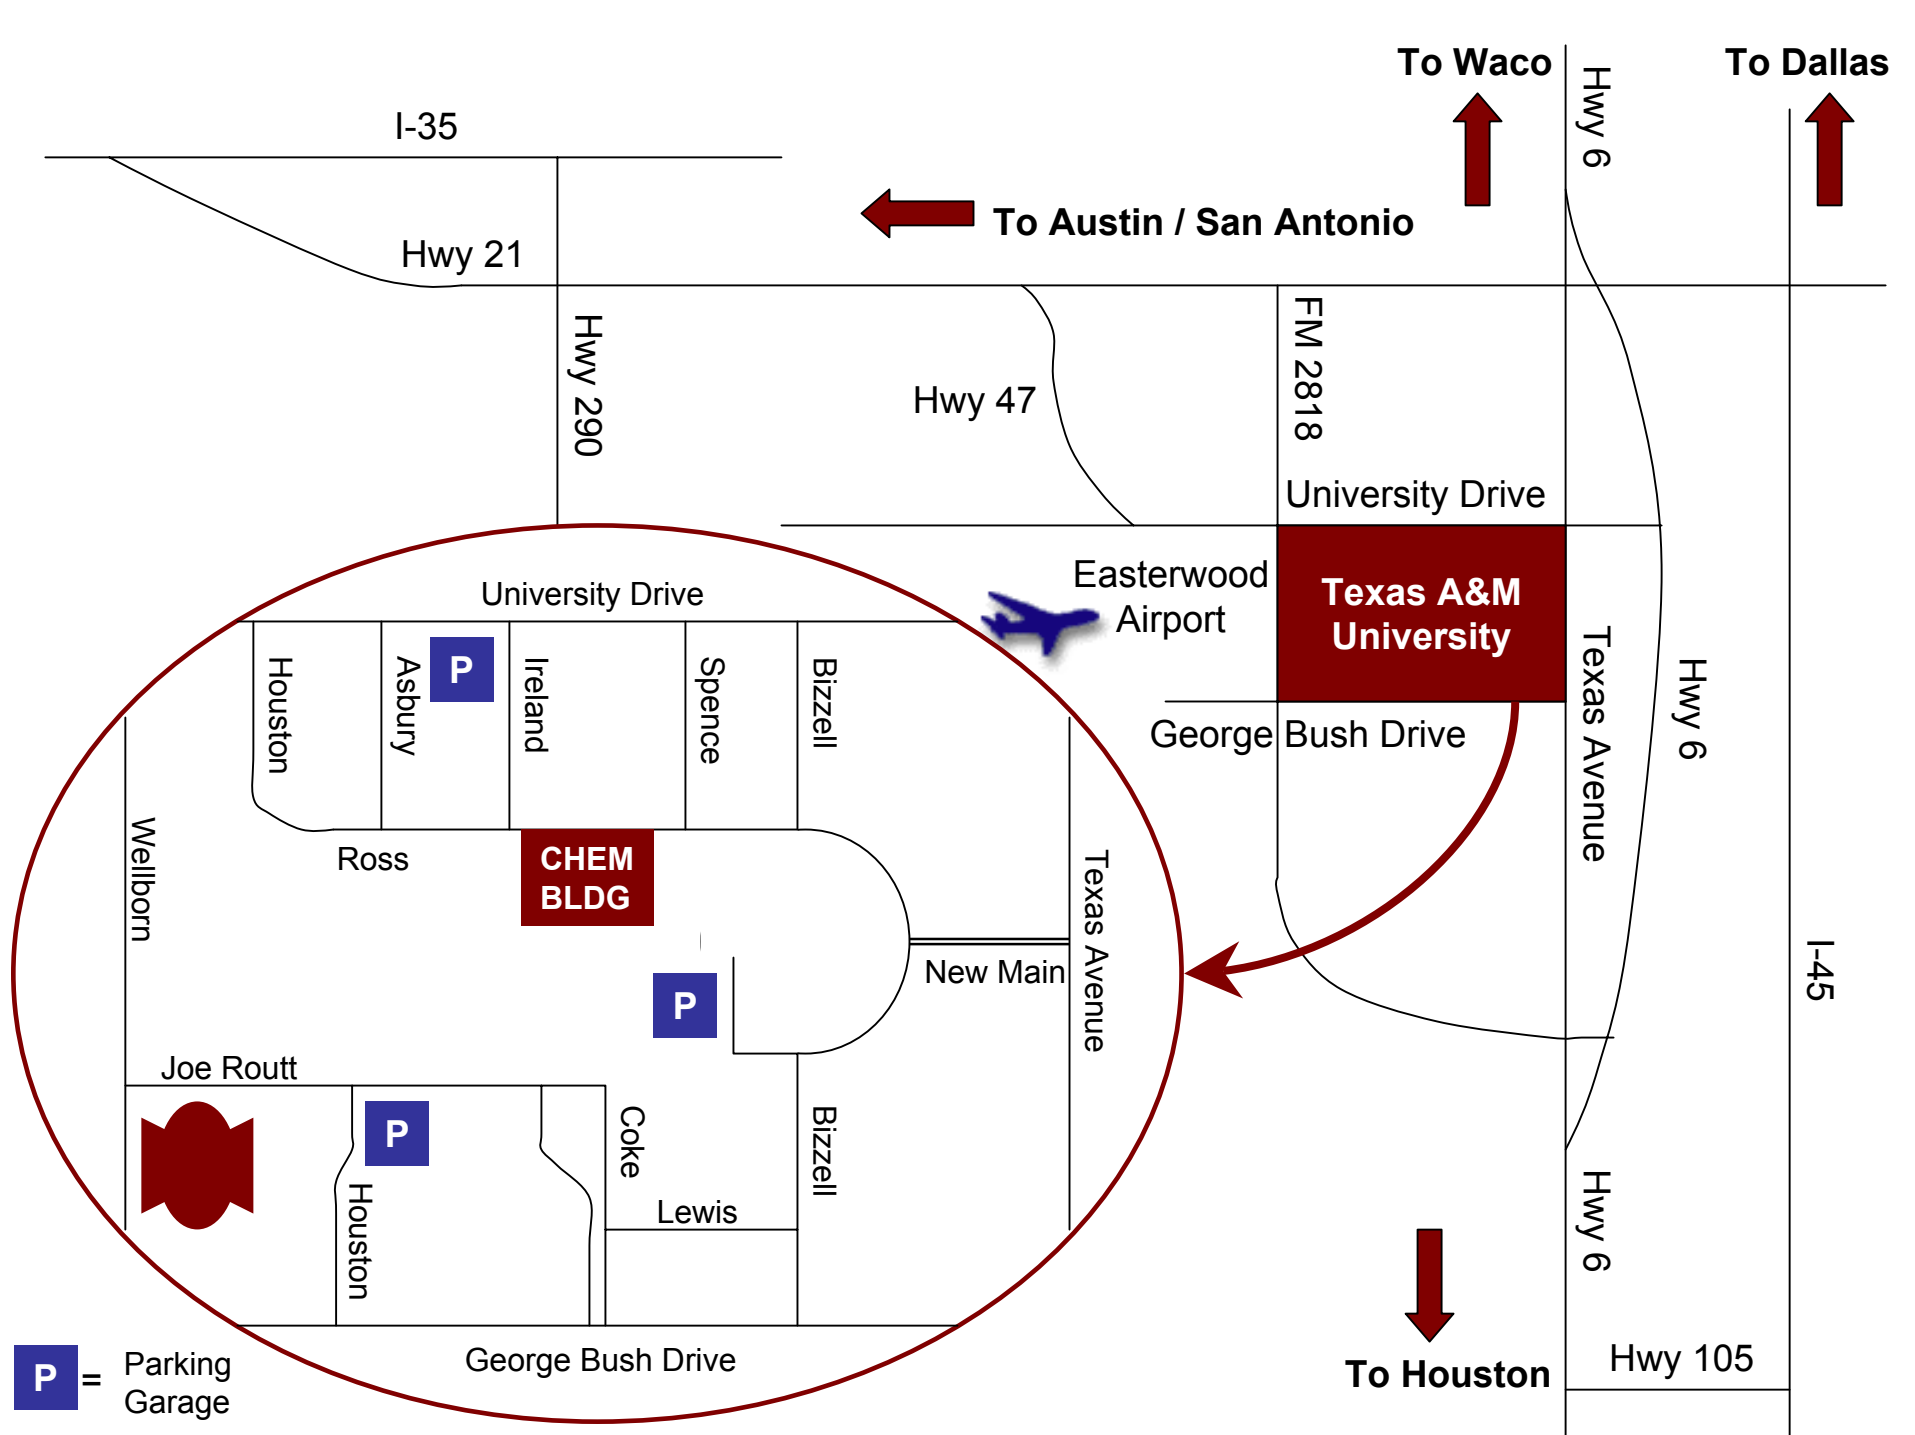 To Waco
To Dallas
Hwy 6
I-35
To Austin / San Antonio
Hwy 21
Hwy 290
Hwy 47
FM 2818
University Drive
Easterwood
Airport
Texas A&M
University
George Bush Drive
Texas Avenue
Hwy 6
I-45
Hwy 6
To Houston
Hwy 105
University Drive
Houston
Asbury
P
Ireland
Spence
Bizzell
Wellborn
Ross
CHEM
BLDG
Texas Avenue
New Main
P
Joe Routt
P
Houston
Coke
Bizzell
Lewis
George Bush Drive
P = Parking
Garage